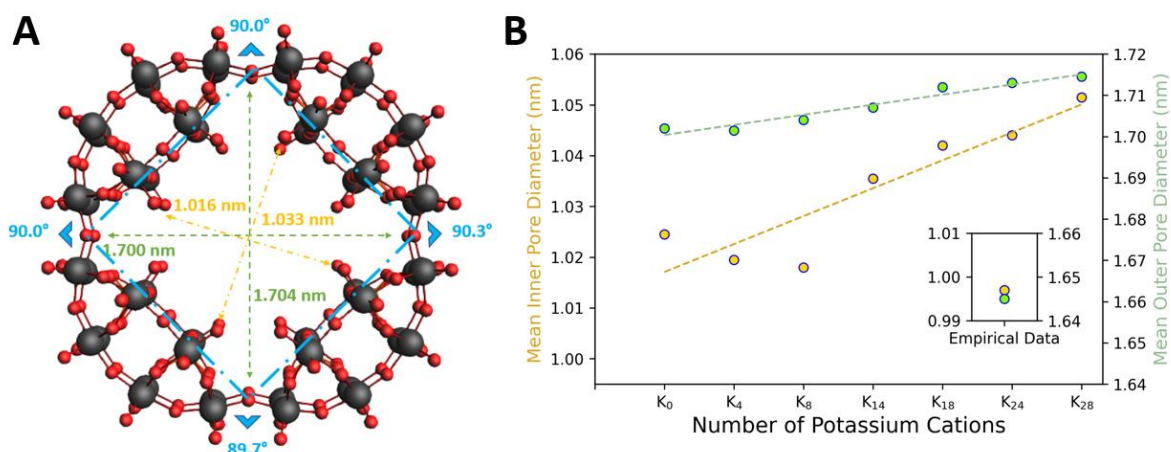 A
90.0°
1.016 nm
1.033 nm
90.0°
90.3°
1.700 nm
1.704 nm
89.7°
B
1.06
1.05
1.04
1.03
1.02
1.01
1.00
Mean Inner Pore Diameter (nm)
1.72
1.71
1.70
1.69
1.68
1.67
1.66
1.65
1.64
Mean Outer Pore Diameter (nm)
1.01
1.00
0.99
1.66
1.65
1.64
Empirical Data
K₀ K₄ K₈ K₁₄ K₁₈ K₂₄ K₂₈
Number of Potassium Cations